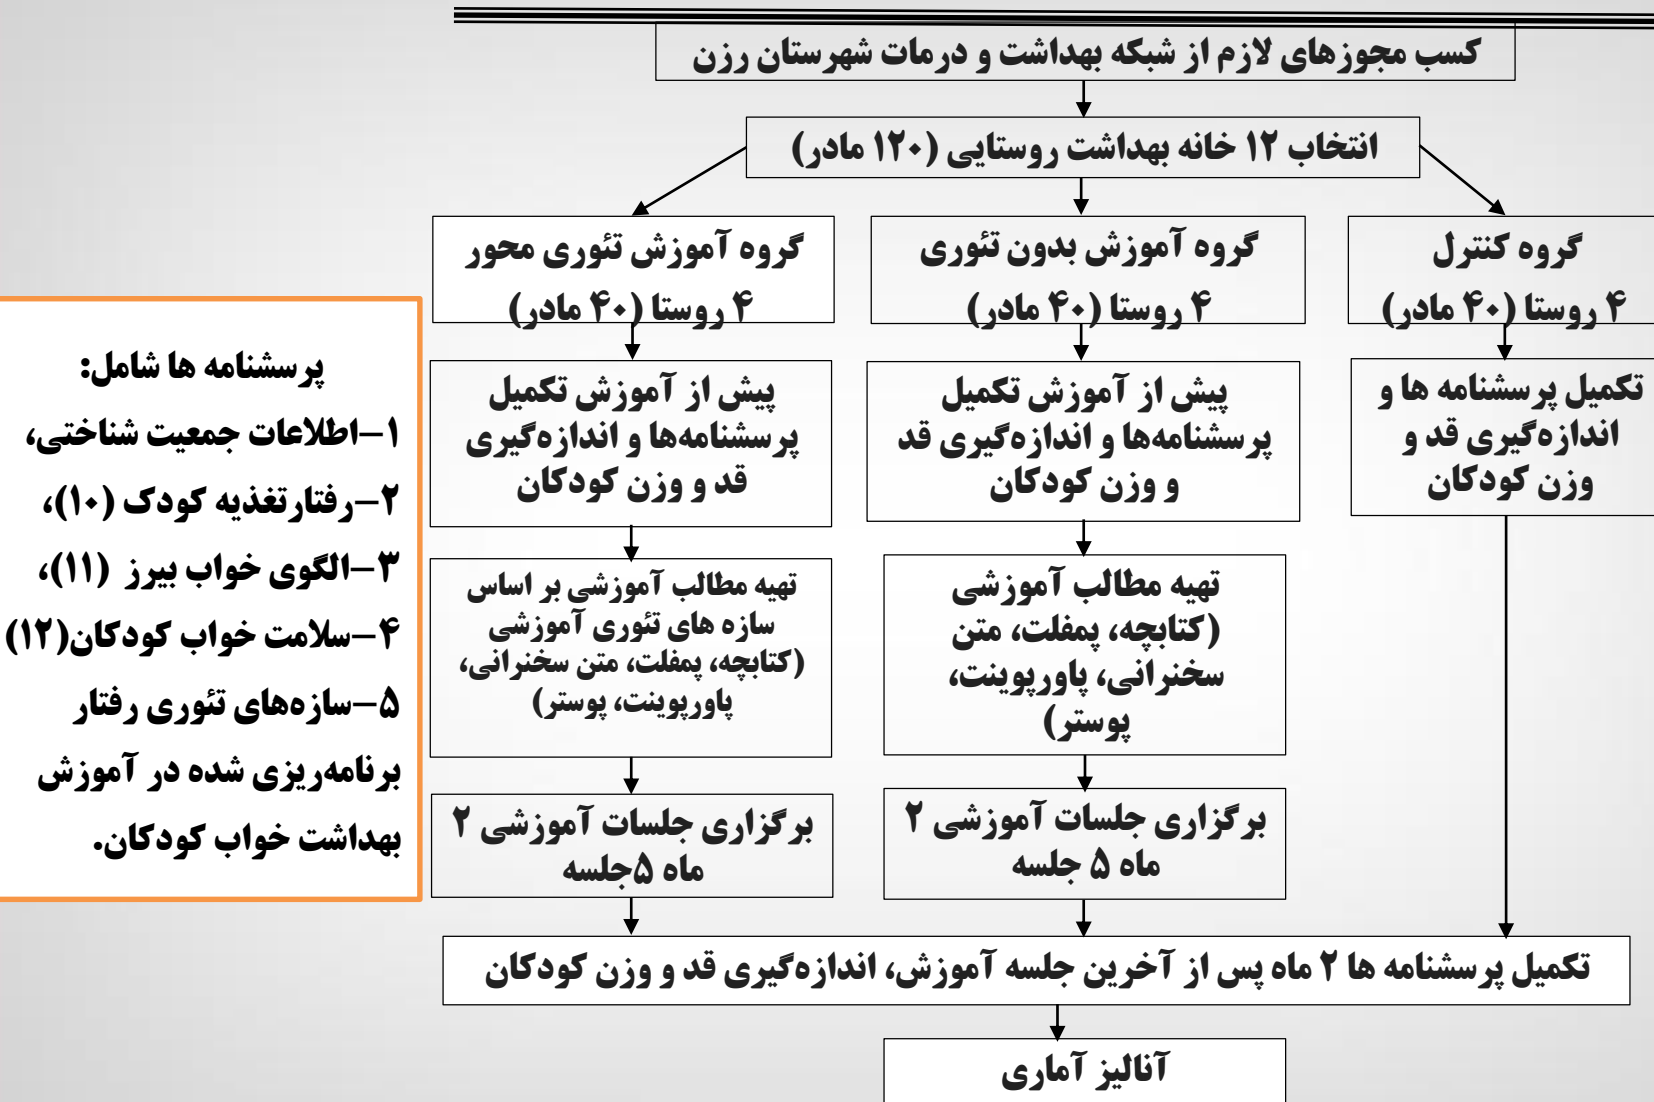 کسب مجوزهای لازم از شبکه بهداشت و درمات شهرستان رزن
انتخاب ۱۲ خانه بهداشت روستایی (۱۲۰ مادر)
گروه کنترل
۴ روستا (۴۰ مادر)
گروه آموزش بدون تئوری
۴ روستا (۴۰ مادر)
گروه آموزش تئوری محور
۴ روستا (۴۰ مادر)
تکمیل پرسشنامه ها و
اندازه‌گیری قد و
وزن کودکان
پیش از آموزش تکمیل
پرسشنامه‌ها و اندازه‌گیری قد
و وزن کودکان
پیش از آموزش تکمیل
پرسشنامه‌ها و اندازه‌گیری
قد و وزن کودکان
تهیه مطالب آموزشی
(کتابچه، پمفلت، متن
سخنرانی، پاورپوینت،
پوستر)
تهیه مطالب آموزشی بر اساس
سازه های تئوری آموزشی
(کتابچه، پمفلت، متن سخنرانی،
پاورپوینت، پوستر)
برگزاری جلسات آموزشی ۲
ماه ۵ جلسه
برگزاری جلسات آموزشی ۲
ماه ۵جلسه
تکمیل پرسشنامه ها ۲ ماه پس از آخرین جلسه آموزش، اندازه‌گیری قد و وزن کودکان
آنالیز آماری
پرسشنامه ها شامل:
۱-اطلاعات جمعیت شناختی،
۲-رفتارتغذیه کودک (۱۰)،
۳-الگوی خواب بیرز (۱۱)،
۴-سلامت خواب کودکان(۱۲)
۵-سازه‌های تئوری رفتار
برنامه‌ریزی شده در آموزش
بهداشت خواب کودکان.